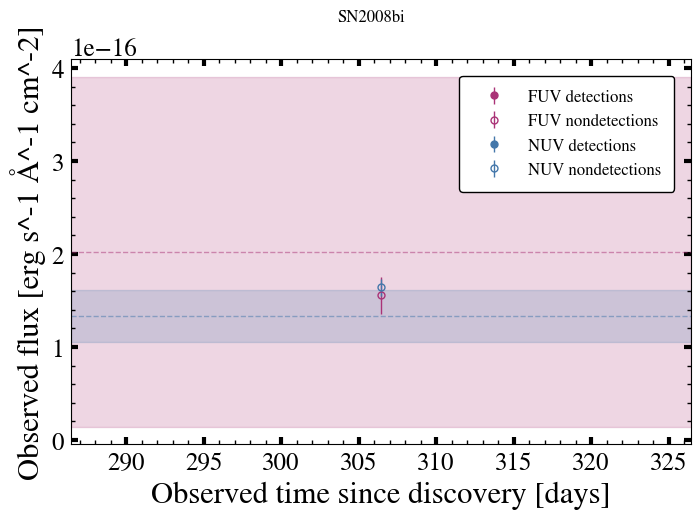 SN2008bi
1e−16
4
3
2
1
0
Observed flux [erg s^-1 Å^-1 cm^-2]
FUV detections
FUV nondetections
NUV detections
NUV nondetections
290 295 300 305 310 315 320 325
Observed time since discovery [days]